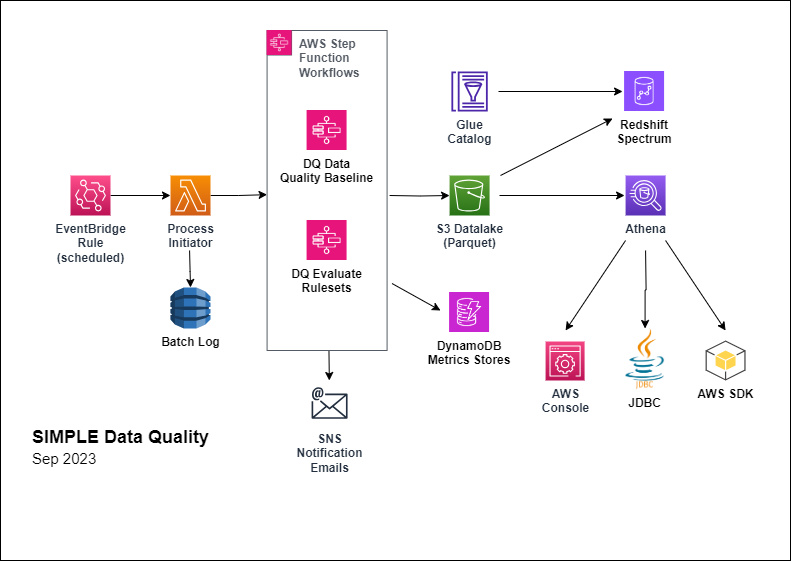 AWS Step
Function
Workflows
DQ Data
Quality Baseline
DQ Evaluate
Rulesets
EventBridge
Rule
(scheduled)
Process
Initiator
Batch Log
Glue
Catalog
Redshift
Spectrum
S3 Datalake
(Parquet)
Athena
DynamoDB
Metrics Stores
@
SNS
Notification
Emails
AWS
Console
JDBC
JDBC
AWS SDK
SIMPLE Data Quality
Sep 2023